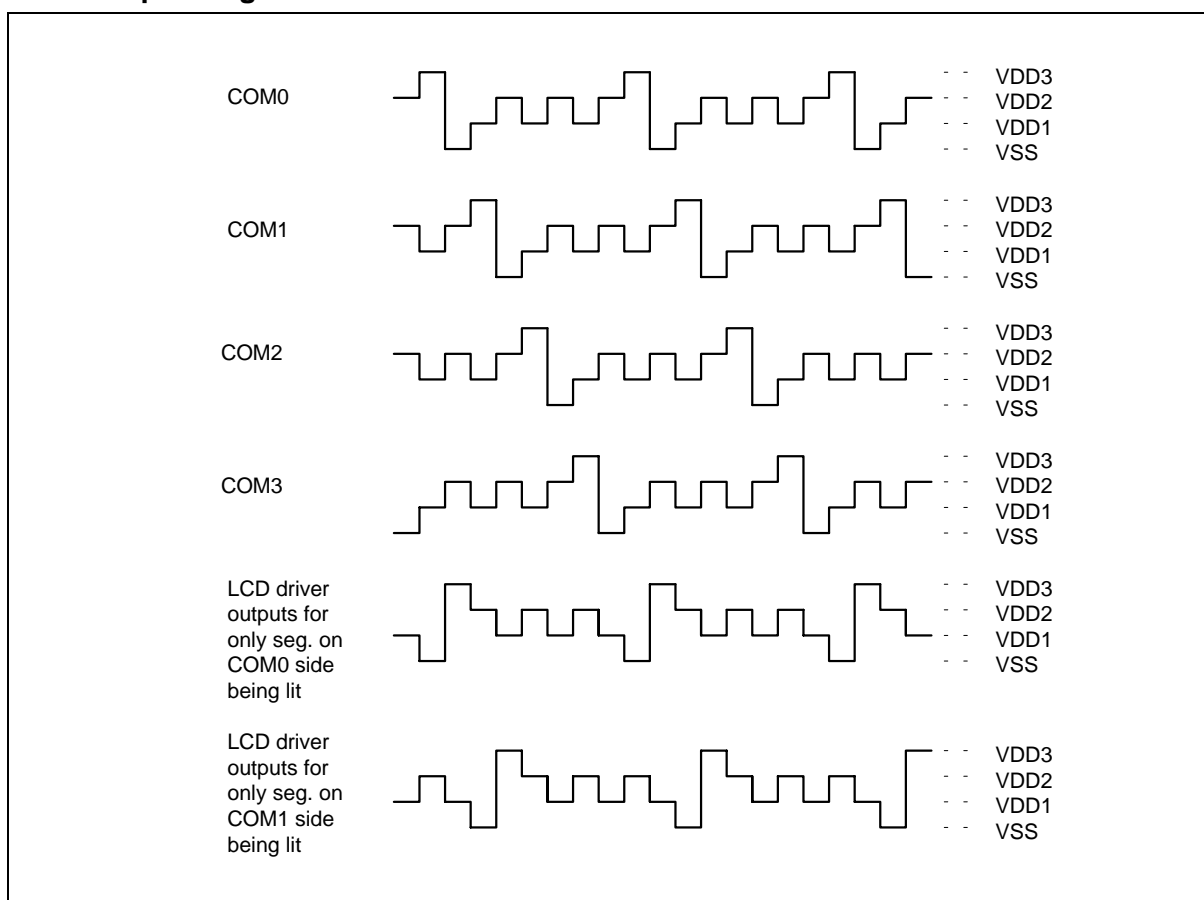 COM0
VDD3
VDD2
VDD1
VSS
COM1
VDD3
VDD2
VDD1
VSS
COM2
VDD3
VDD2
VDD1
VSS
COM3
VDD3
VDD2
VDD1
VSS
LCD driver
outputs for
only seg. on
COM0 side
being lit
VDD3
VDD2
VDD1
VSS
LCD driver
outputs for
only seg. on
COM1 side
being lit
VDD3
VDD2
VDD1
VSS